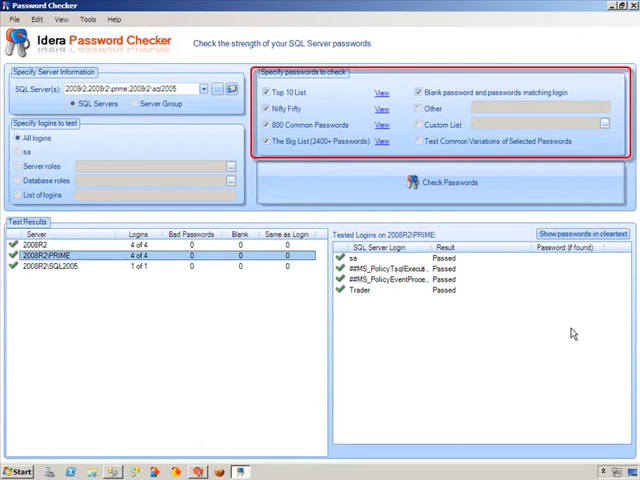 Password Checker
File Edit View Tools Help
Idera Password Checker
Check the strength of your SQL Server passwords
Specify Server Information
SQL Server(s): 2008r2;2008r2\prime;2008r2\sql2005
SQL Servers Server Group
Specify logins to test
All logins
sa
Server roles
Database roles
List of logins
Specify passwords to check
Top 10 List View
Nifty Fifty View
800 Common Passwords View
The Big List (2400+ Passwords) View
Blank password and passwords matching login
Other
Custom List
Test Common Variations of Selected Passwords
Check Passwords
Test Results
Server Logins Bad Passwords Blank Same as Login
2008R2 4 of 4 0 0 0
2008R2\PRIME 4 of 4 0 0 0
2008R2\SQL2005 1 of 1 0 0 0
Tested Logins on 2008R2\PRIME:
Show passwords in cleartext
SQL Server Login Result Password (if found)
sa Passed
##MS_PolicyTsqlExecuti... Passed
##MS_PolicyEventProce... Passed
Trader Passed
Start